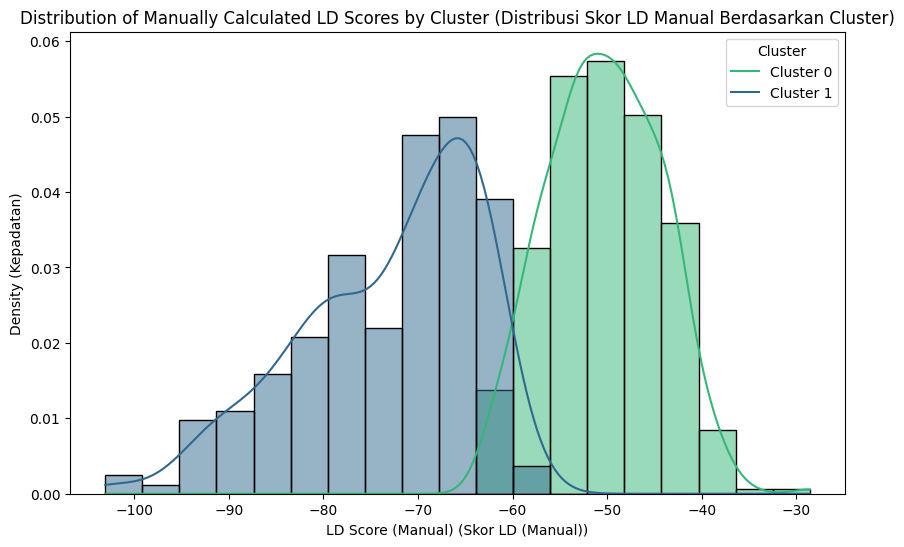 Distribution of Manually Calculated LD Scores by Cluster (Distribusi Skor LD Manual Berdasarkan Cluster)
Cluster
Cluster 0
Cluster 1
Density (Kepadatan)
0.06
0.05
0.04
0.03
0.02
0.01
0.00
−100
−90
−80
−70
−60
−50
−40
−30
LD Score (Manual) (Skor LD (Manual))